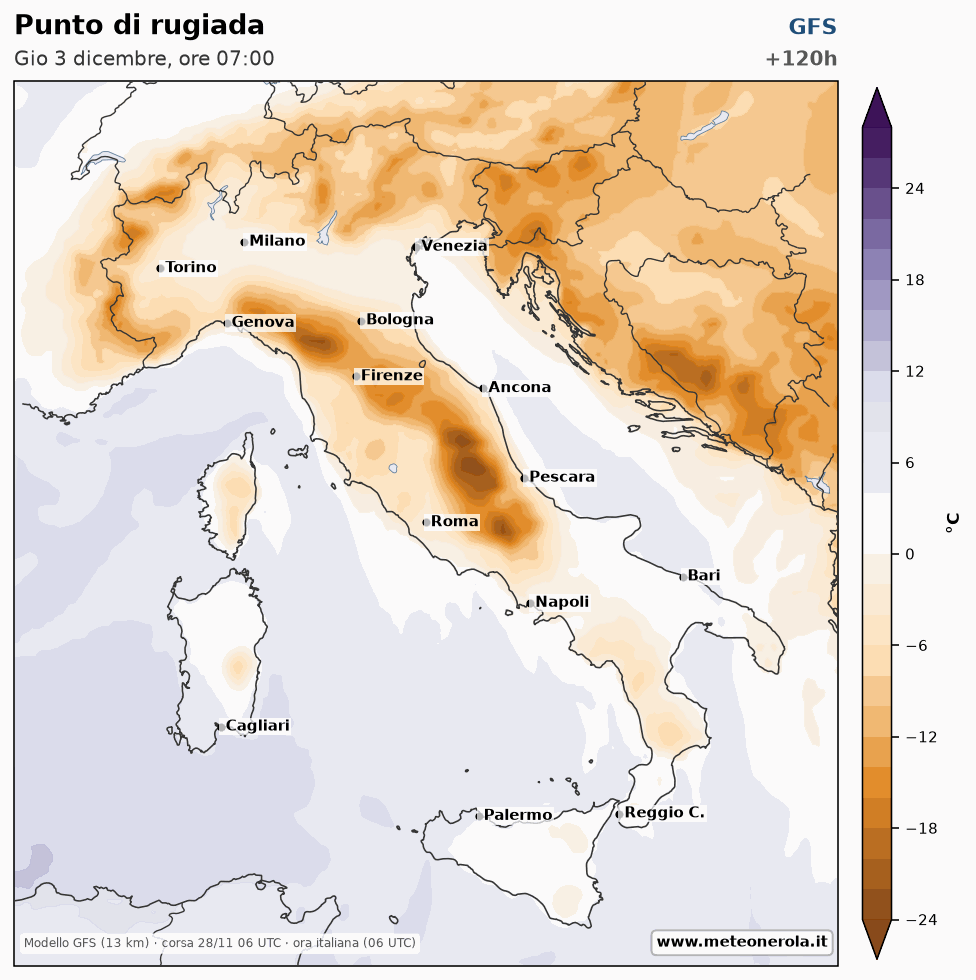 Punto di rugiada
GFS
Gio 3 dicembre, ore 07:00
+120h
Milano
Venezia
Torino
Genova
Bologna
Firenze
Ancona
Pescara
Roma
Bari
Napoli
Cagliari
Palermo
Reggio C.
24
18
12
6
0
−6
−12
−18
−24
°C
Modello GFS (13 km) · corsa 28/11 06 UTC · ora italiana (06 UTC)
www.meteonerola.it